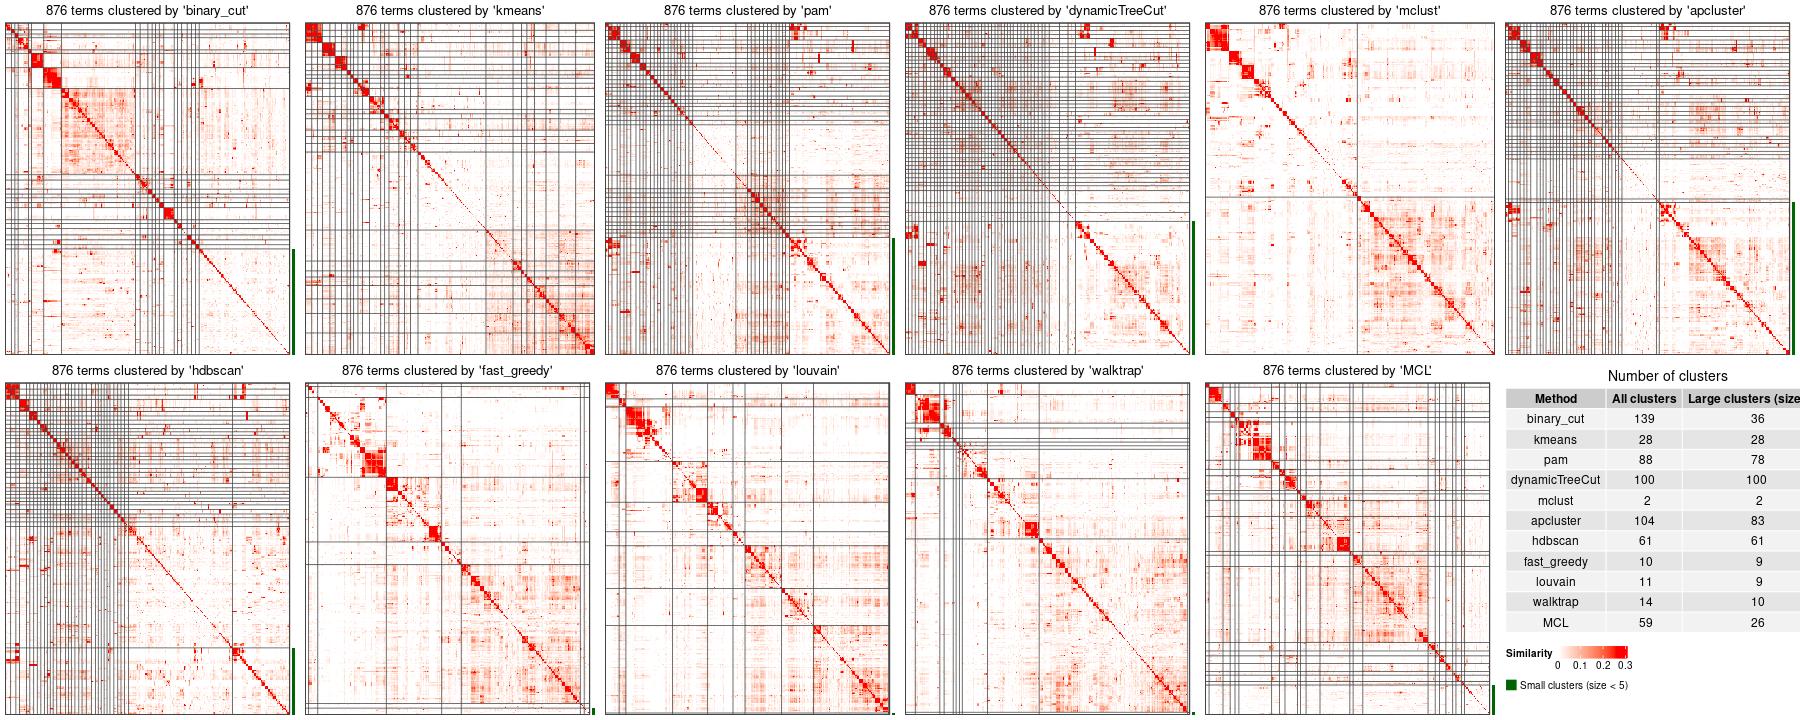 876 terms clustered by 'binary_cut'
876 terms clustered by 'kmeans'
876 terms clustered by 'pam'
876 terms clustered by 'dynamicTreeCut'
876 terms clustered by 'mclust'
876 terms clustered by 'apcluster'
876 terms clustered by 'hdbscan'
876 terms clustered by 'fast_greedy'
876 terms clustered by 'louvain'
876 terms clustered by 'walktrap'
876 terms clustered by 'MCL'
Number of clusters
Method All clusters Large clusters (size
binary_cut 139 36
kmeans 28 28
pam 88 78
dynamicTreeCut 100 100
mclust 2 2
apcluster 104 83
hdbscan 61 61
fast_greedy 10 9
louvain 11 9
walktrap 14 10
MCL 59 26
Similarity
0 0.1 0.2 0.3
Small clusters (size < 5)